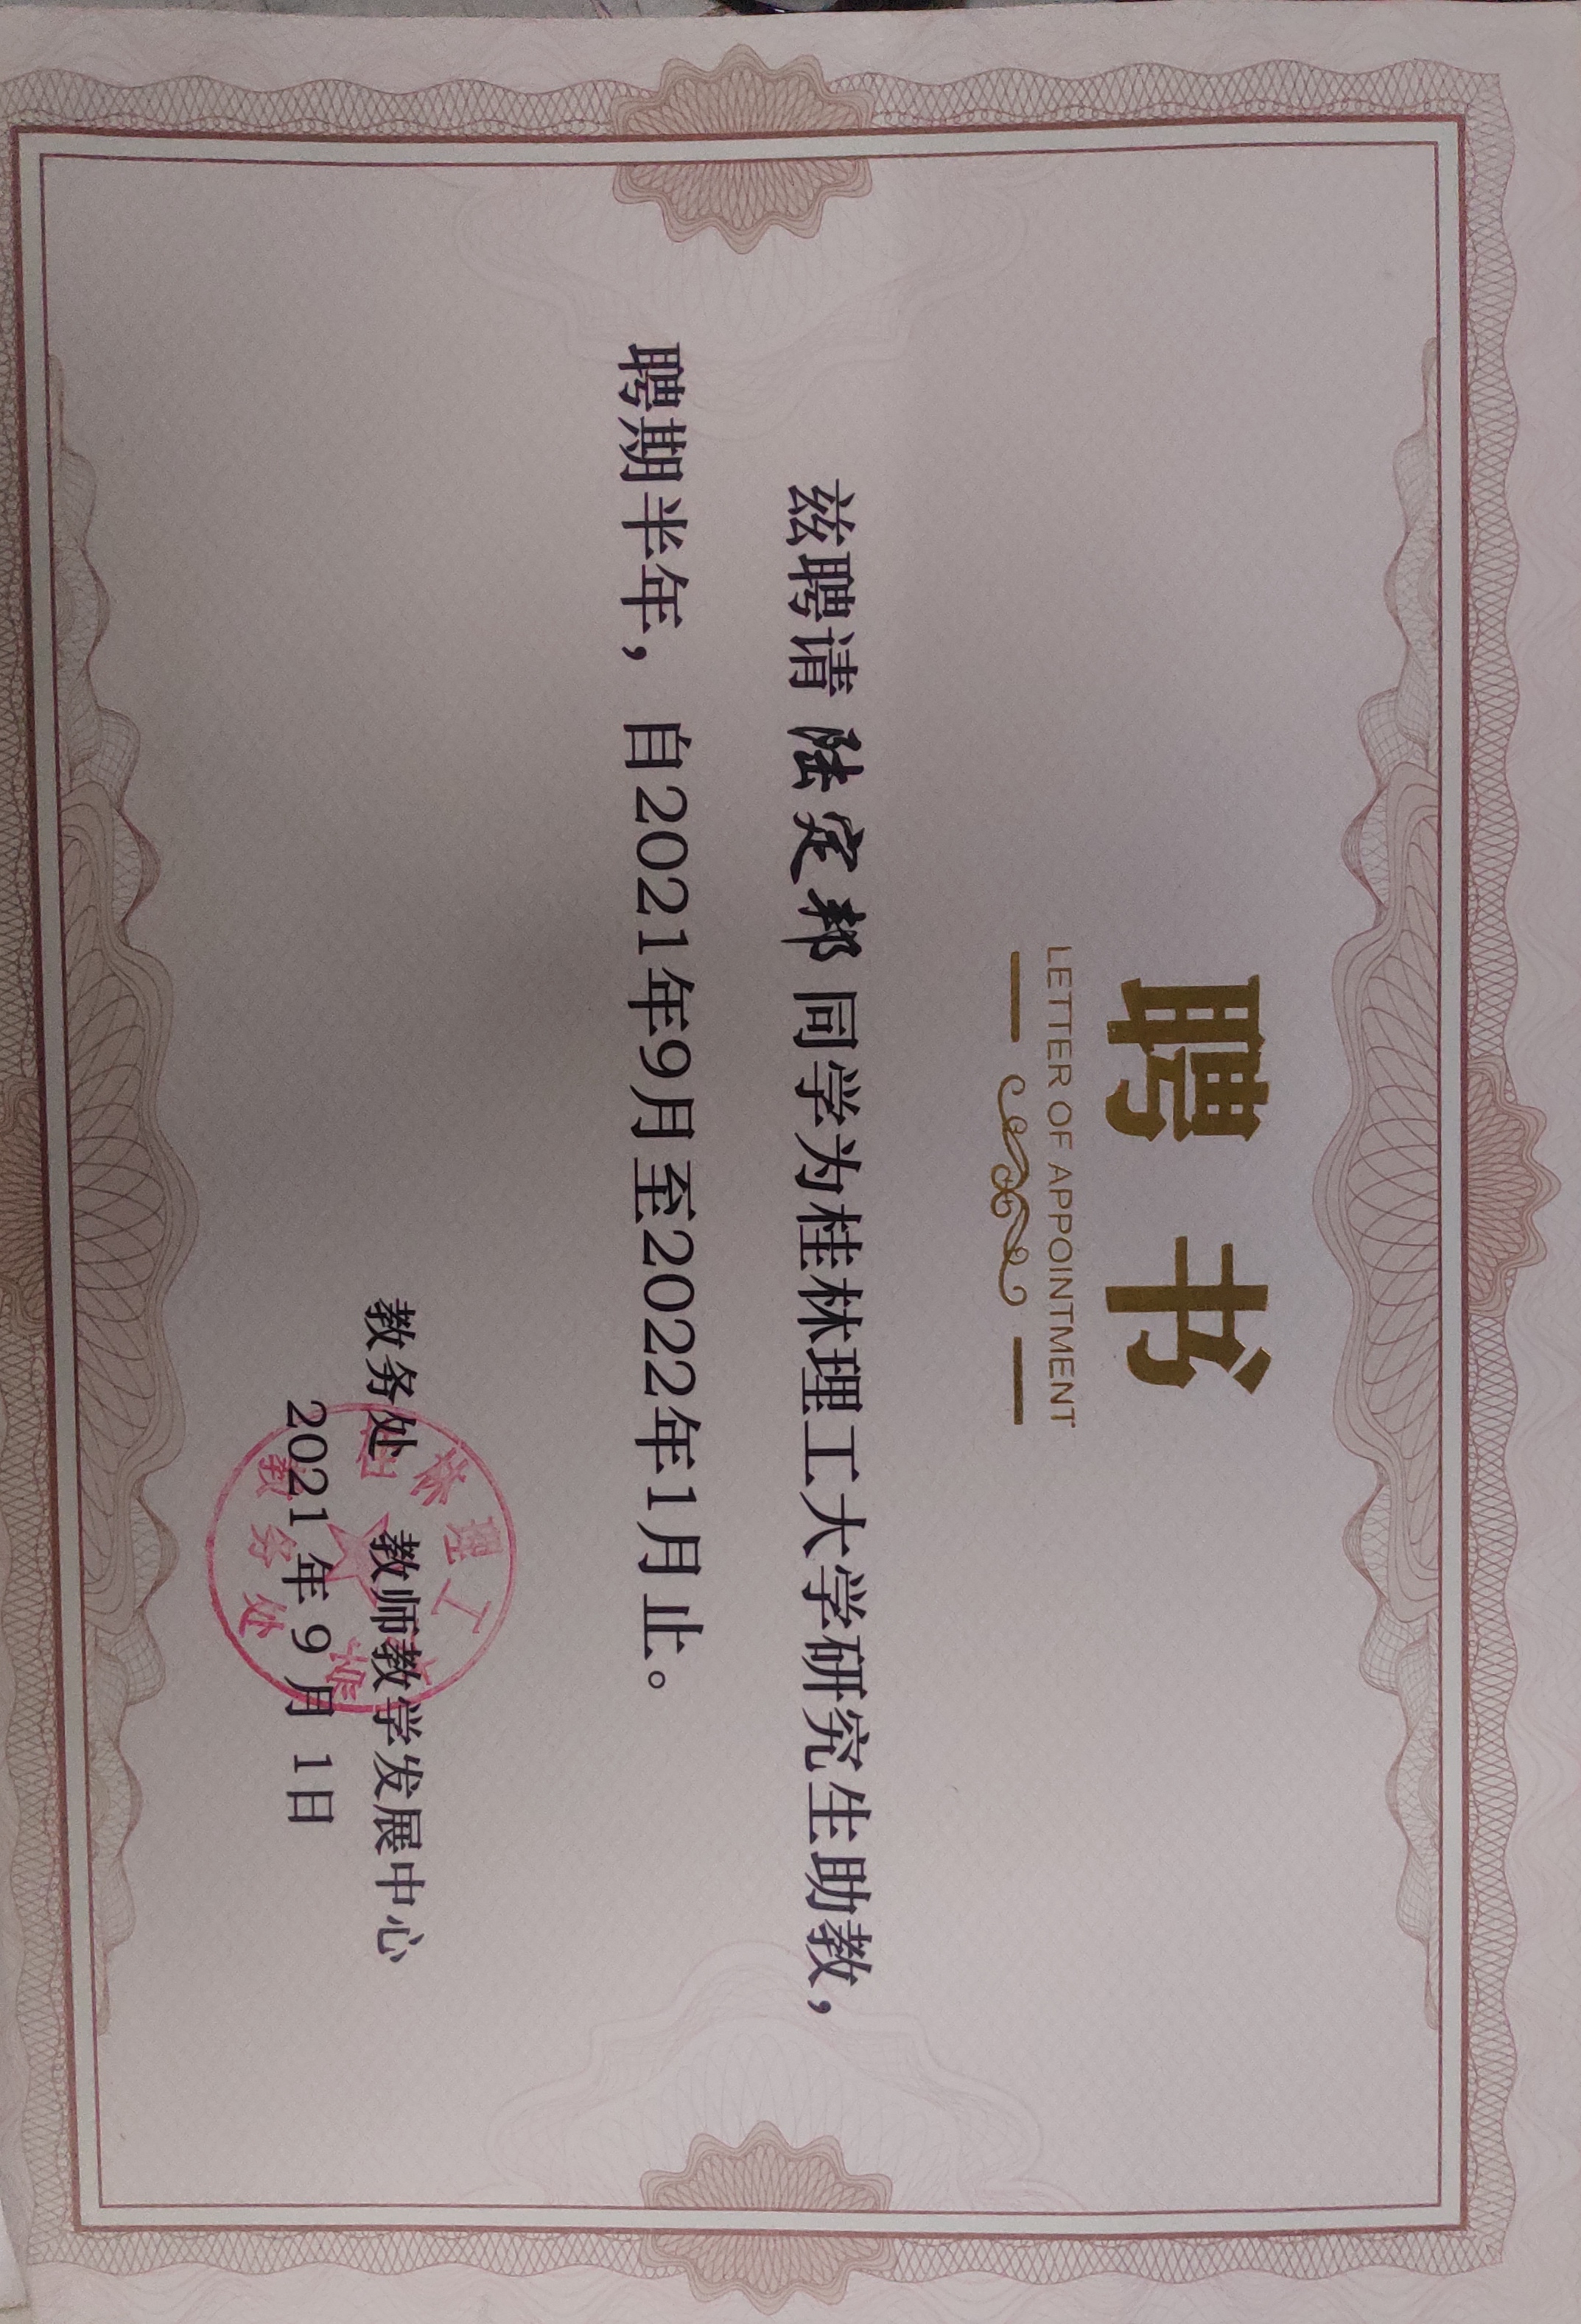 聘 书
LETTER OF APPOINTMENT
兹聘请 陆定邦 同学为桂林理工大学研究生助教，
聘期半年，自2021年9月至2022年1月止。
教务处 教师教学发展中心
2021年9月1日
桂林理工大学
教务处